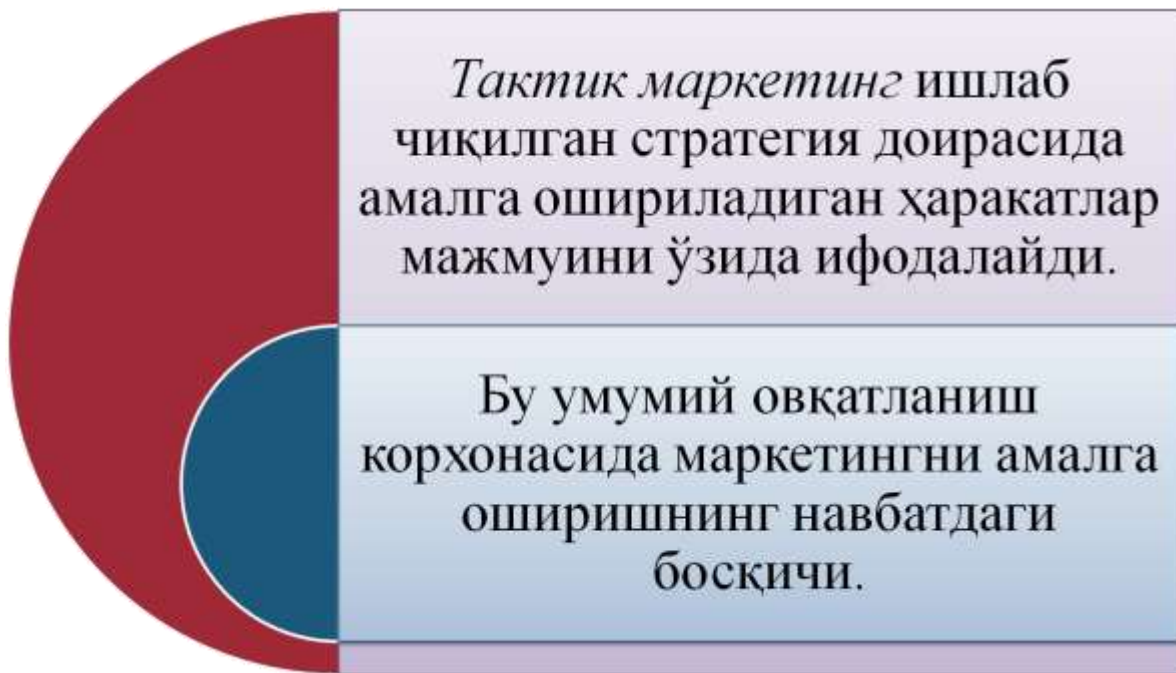 Тактик маркетинг ишлаб
чиқилган стратегия доирасида
амалга ошириладиган ҳаракатлар
мажмуини ўзида ифодалайди.
Бу умумий овқатланиш
корхонасида маркетингни амалга
оширишнинг навбатдаги
босқичи.